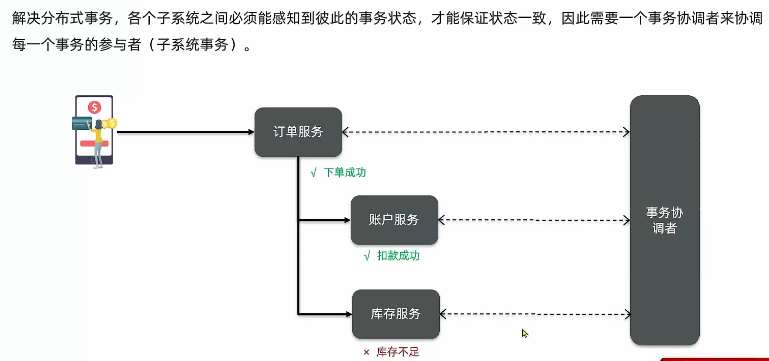 解决分布式事务，各个子系统之间必须能感知到彼此的事务状态，才能保证状态一致，因此需要一个事务协调者来协调
每一个事务的参与者（子系统事务）。
$
订单服务
√ 下单成功
账户服务
√ 扣款成功
事务协
调者
库存服务
× 库存不足